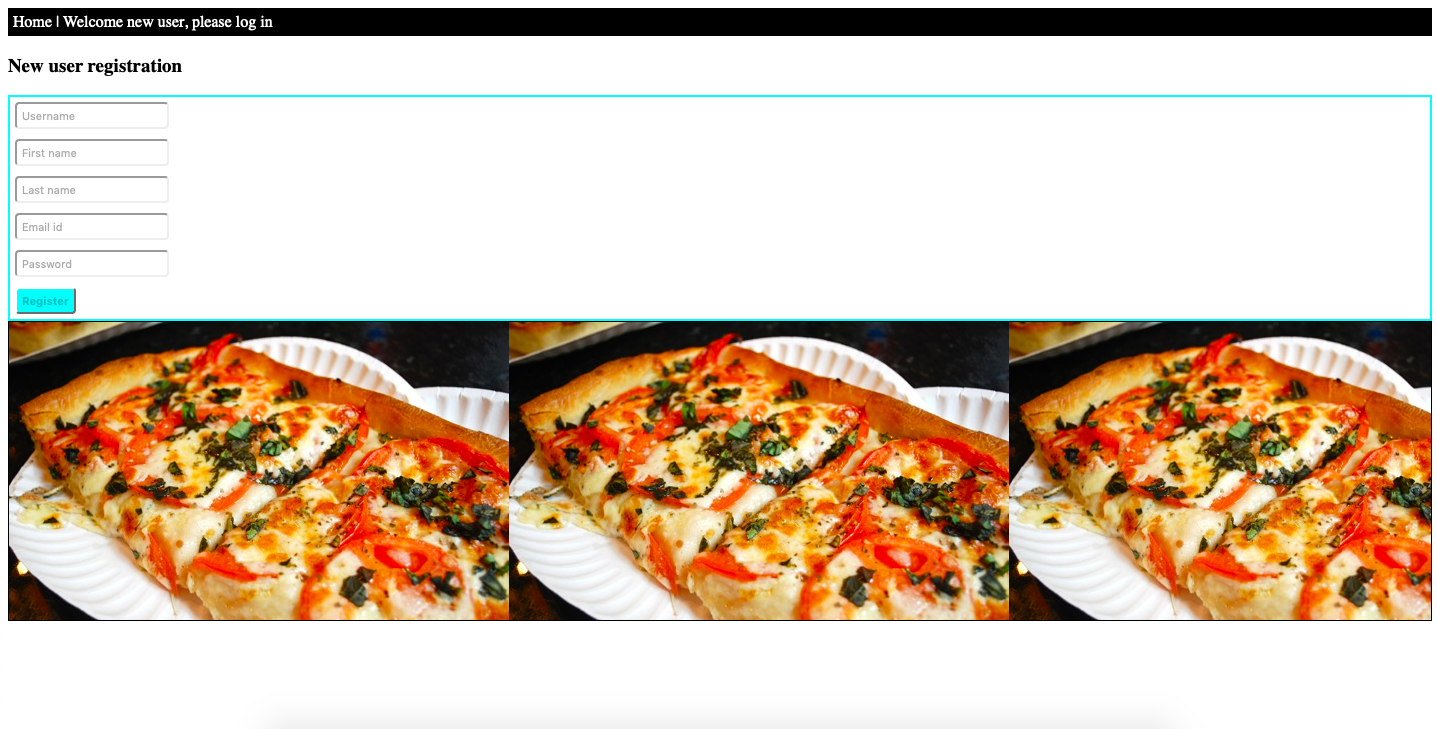 Home | Welcome new user, please log in
New user registration
Username
First name
Last name
Email id
Password
Register